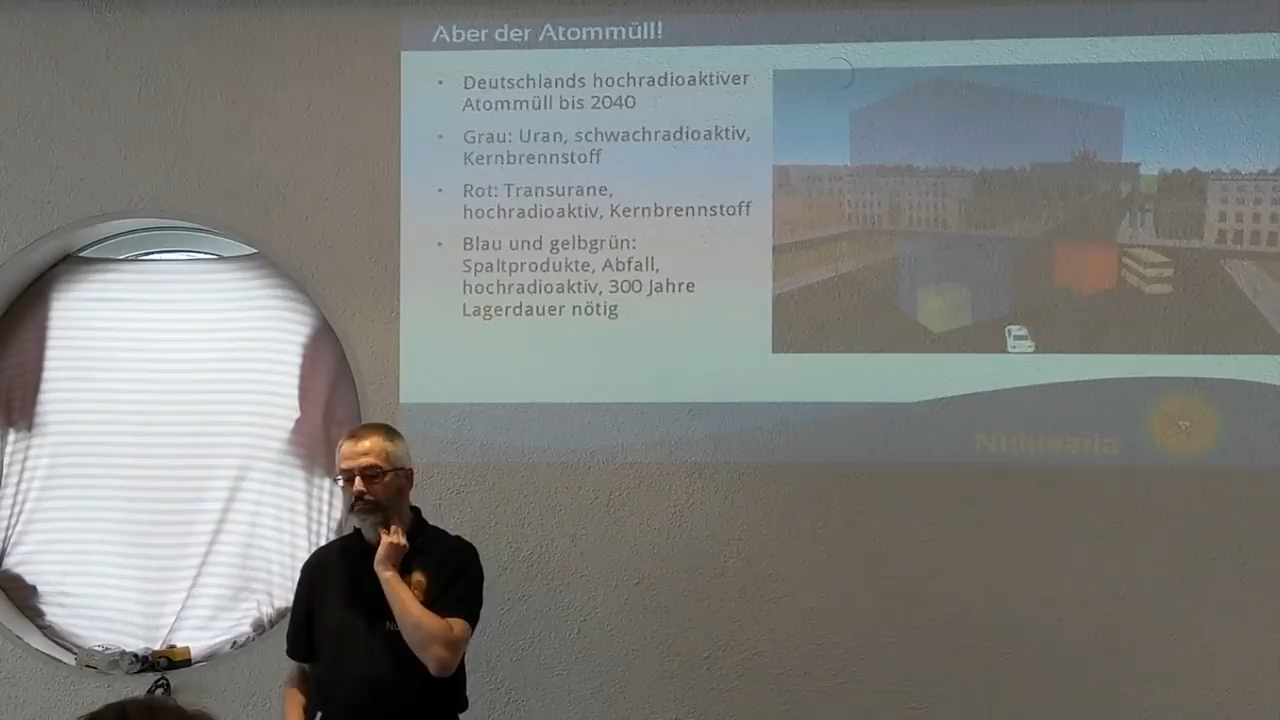 Aber der Atommüll!
• Deutschlands hochradioaktiver
Atommüll bis 2040
• Grau: Uran, schwachradioaktiv,
Kernbrennstoff
• Rot: Transurane,
hochradioaktiv, Kernbrennstoff
• Blau und gelbgrün:
Spaltprodukte, Abfall,
hochradioaktiv, 300 Jahre
Lagerdauer nötig
Nuklearia